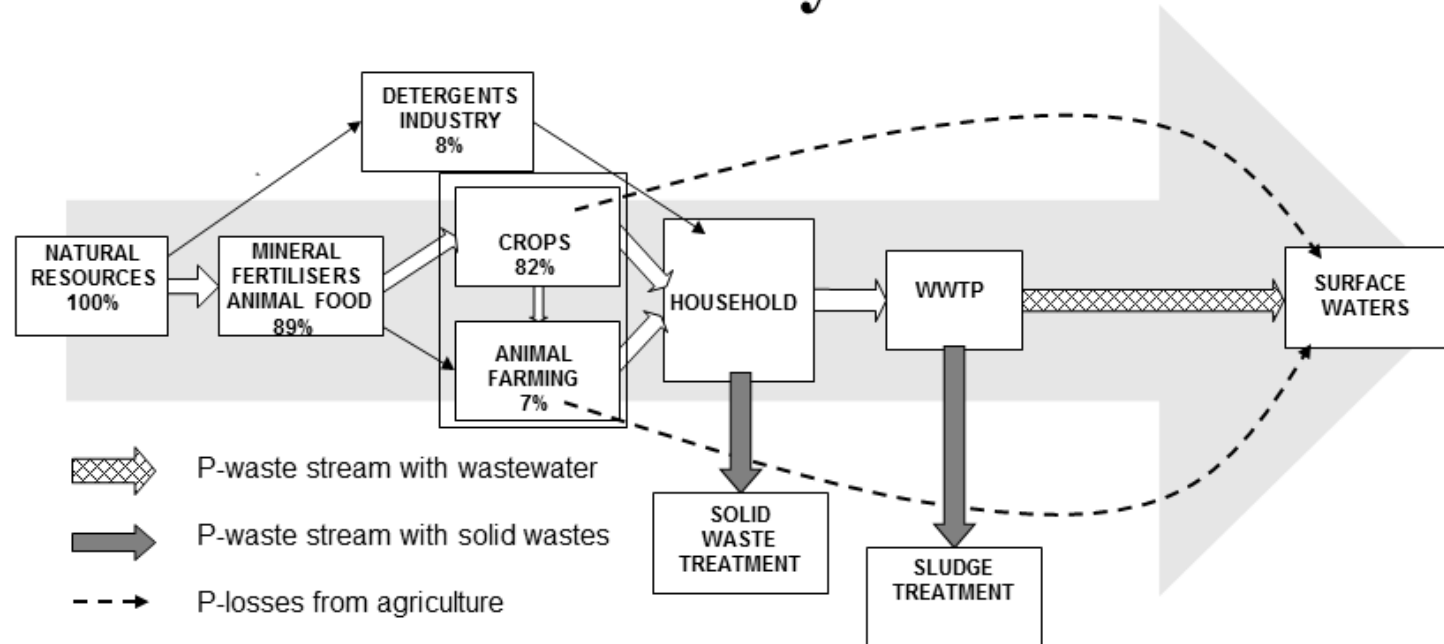 DETERGENTS
INDUSTRY
8%
NATURAL
RESOURCES
100%
MINERAL
FERTILISERS
ANIMAL FOOD
89%
CROPS
82%
ANIMAL
FARMING
7%
HOUSEHOLD
WWTP
SURFACE
WATERS
SOLID
WASTE
TREATMENT
SLUDGE
TREATMENT
P-waste stream with wastewater
P-waste stream with solid wastes
P-losses from agriculture